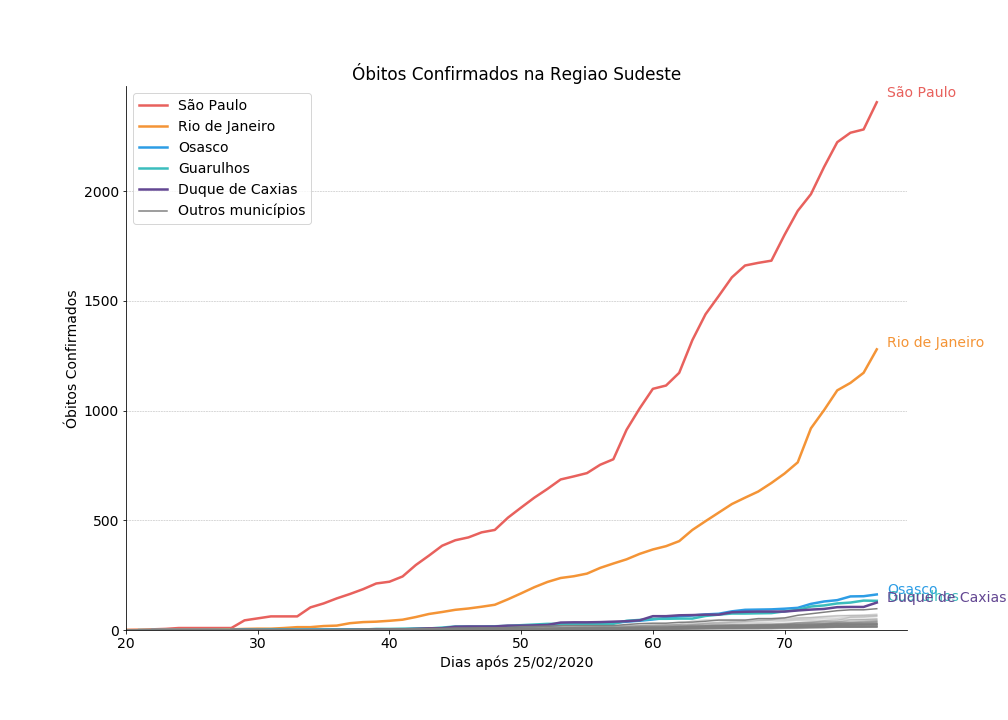 Óbitos Confirmados na Regiao Sudeste
São Paulo
Rio de Janeiro
Osasco
Guarulhos
Duque de Caxias
Outros municípios
São Paulo
Rio de Janeiro
Osasco
Guarulhos
Duque de Caxias
Óbitos Confirmados
2000
1500
1000
500
0
20
30
40
50
60
70
Dias após 25/02/2020